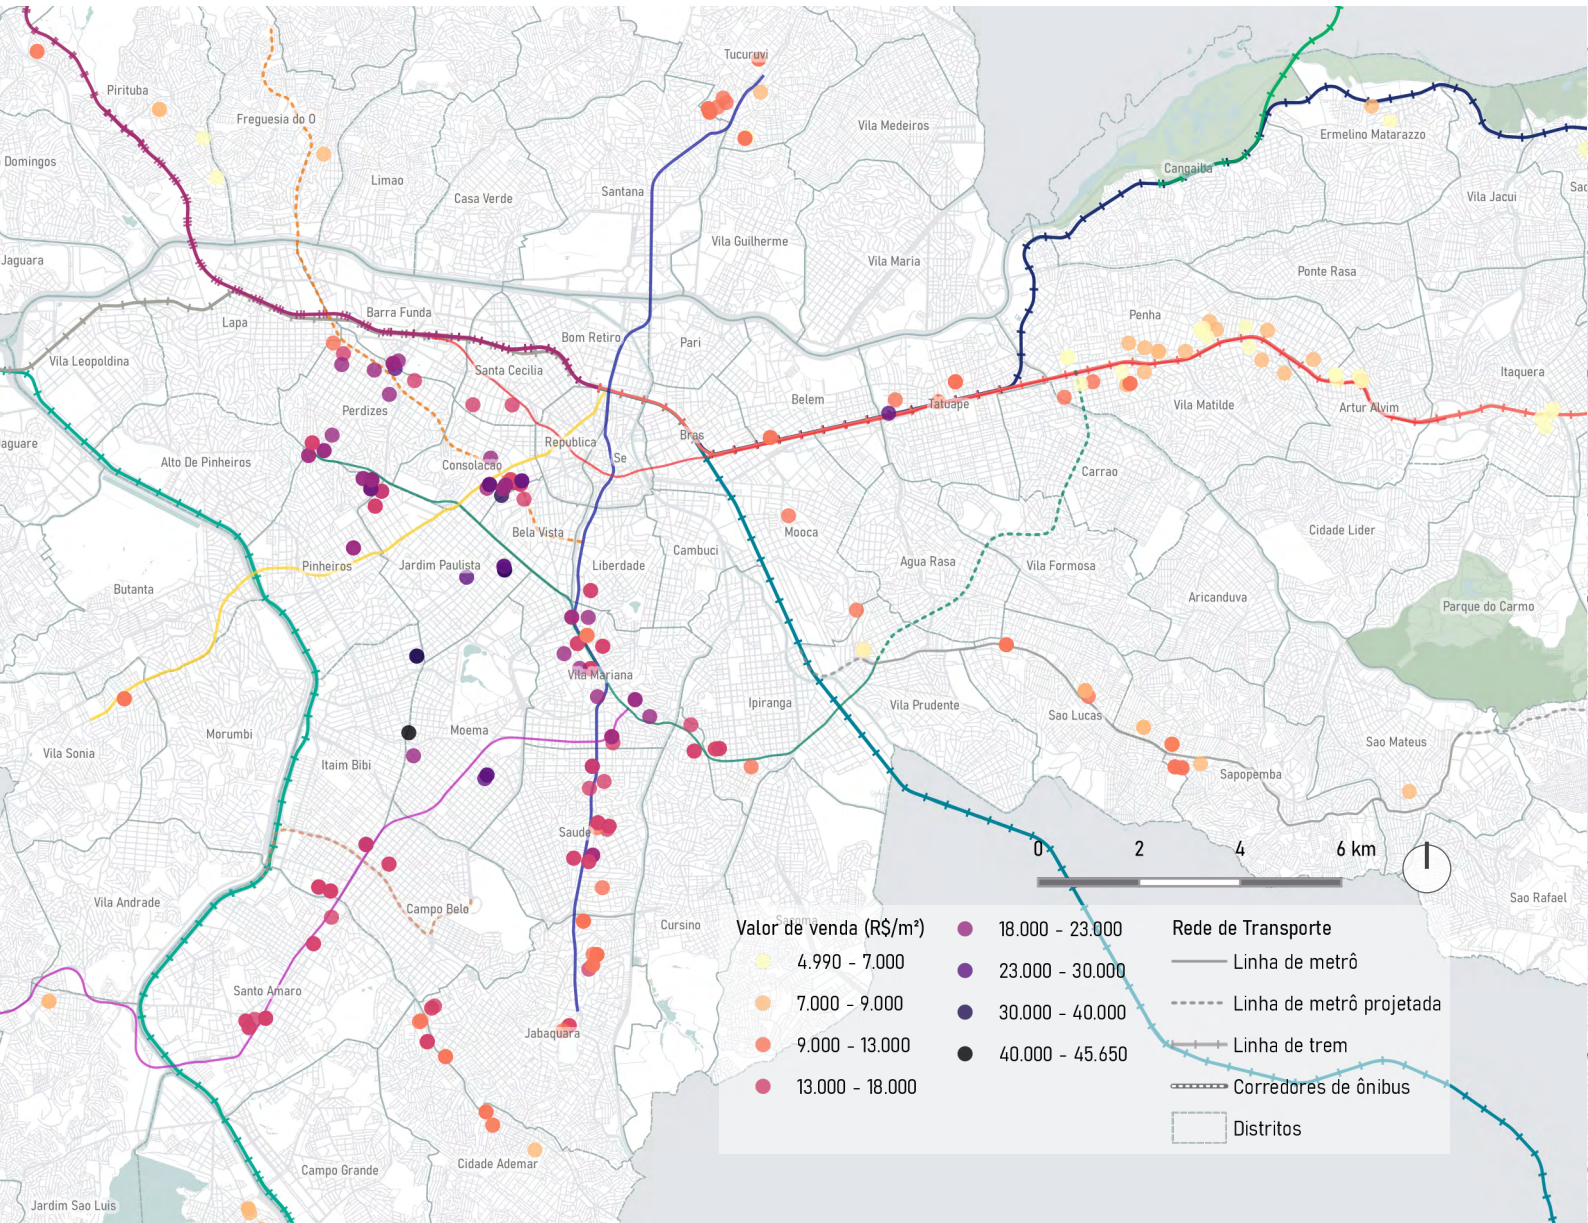 Tucuruvi
Pirituba
Freguesia do O
Vila Medeiros
Ermelino Matarazzo
Domingos
Limao
Cangaiba
Casa Verde
Santana
Vila Jacui
Sao
Vila Guilherme
Jaguara
Vila Maria
Ponte Rasa
Barra Funda
Lapa
Penha
Bom Retiro
Pari
Vila Leopoldina
Santa Cecilia
Itaquera
Belem
Tatuape
Vila Matilde
Artur Alvim
Perdizes
Bras
aguare
Republica
Alto De Pinheiros
Consolacao
Se
Carrao
Bela Vista
Mooca
Cidade Lider
Cambuci
Pinheiros
Jardim Paulista
Liberdade
Agua Rasa
Vila Formosa
Butanta
Aricanduva
Parque do Carmo
Vila Mariana
Ipiranga
Vila Prudente
Sao Lucas
Morumbi
Moema
Vila Sonia
Sao Mateus
Itaim Bibi
Sapopemba
Saude
0 2 4 6 km
Vila Andrade
Campo Belo
Cursino
Sacoma
Sao Rafael
Valor de venda (R$/m²)
4.990 - 7.000
7.000 - 9.000
9.000 - 13.000
13.000 - 18.000
18.000 - 23.000
23.000 - 30.000
30.000 - 40.000
40.000 - 45.650
Rede de Transporte
Linha de metrô
Linha de metrô projetada
Linha de trem
Corredores de ônibus
Distritos
Santo Amaro
Jabaquara
Cidade Ademar
Campo Grande
Jardim Sao Luis